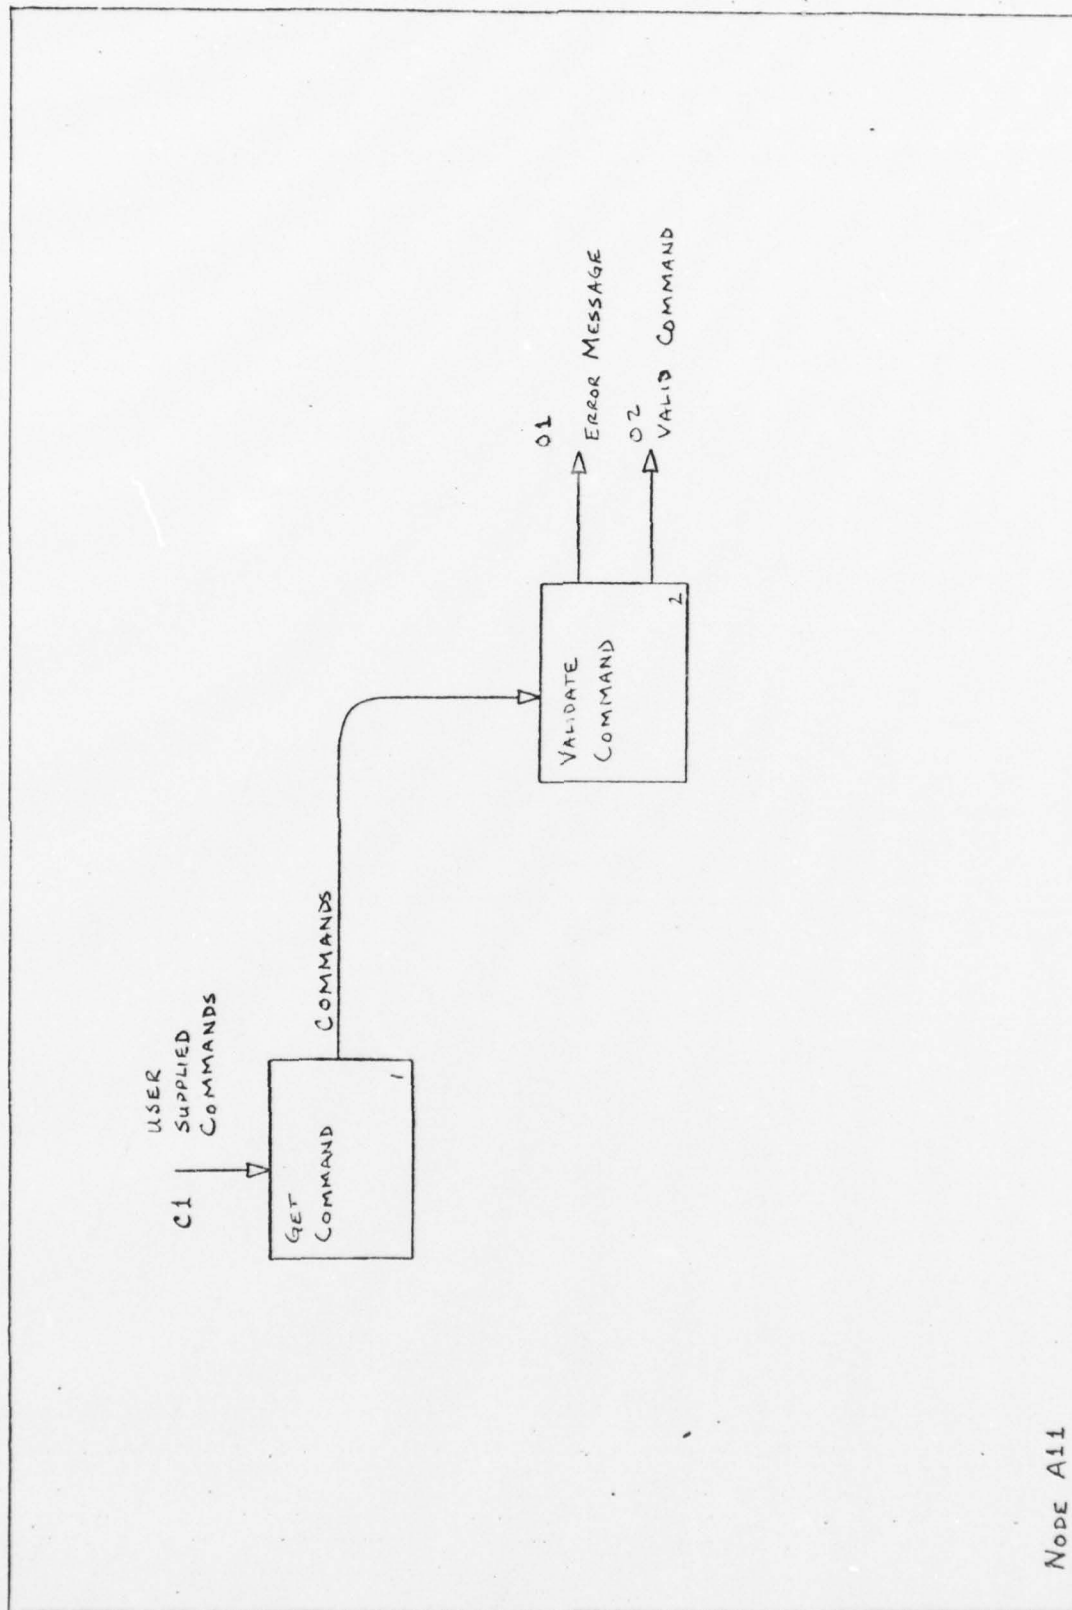 C1
USER
SUPPLIED
COMMANDS
GET
COMMAND
1
COMMANDS
VALIDATE
COMMAND
2
O1
ERROR MESSAGE
O2
VALID COMMAND
NODE A11